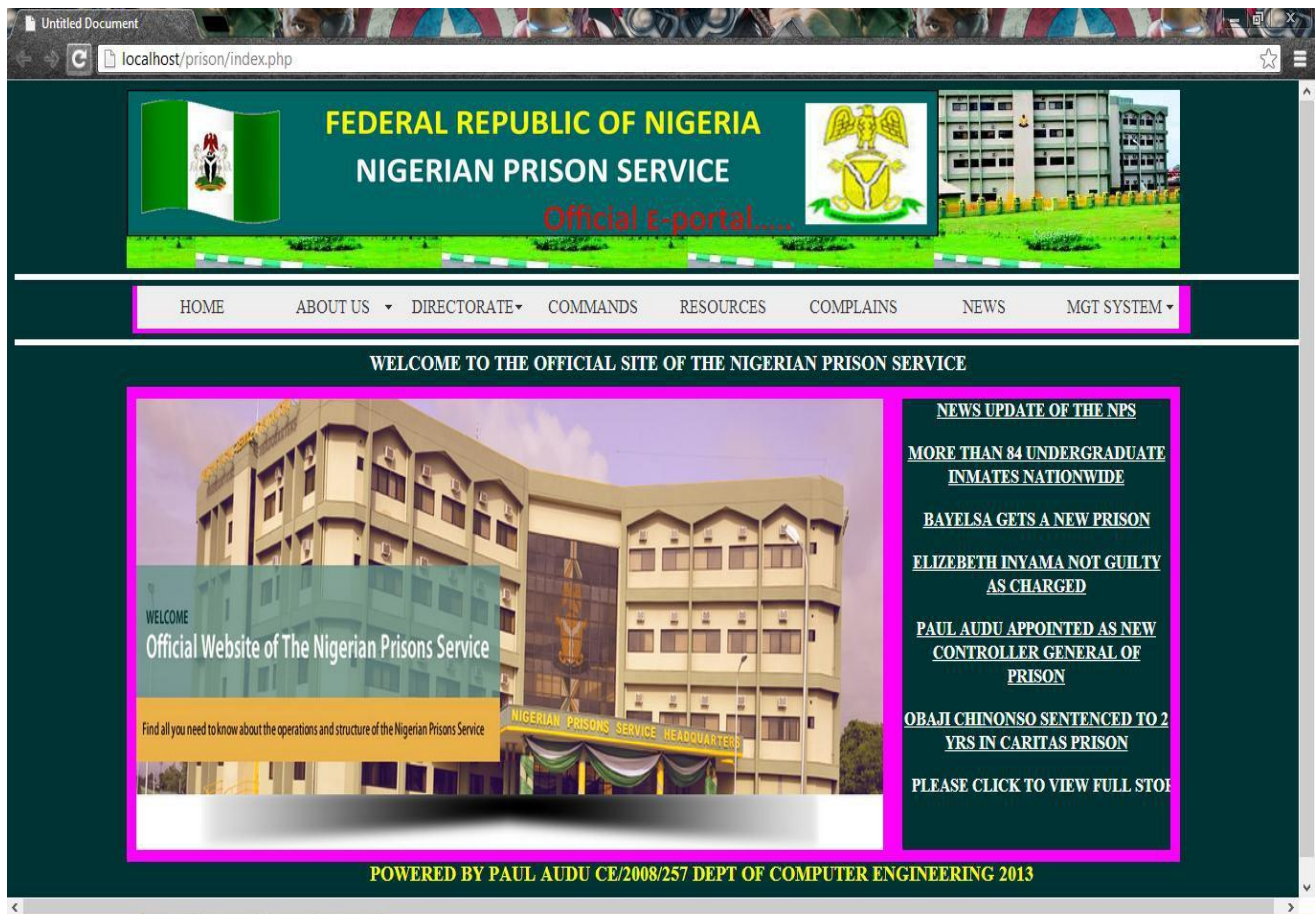 Untitled Document
localhost/prison/index.php
FEDERAL REPUBLIC OF NIGERIA
NIGERIAN PRISON SERVICE
Official E-portal.....
HOME ABOUT US DIRECTORATE COMMANDS RESOURCES COMPLAINS NEWS MGT SYSTEM
WELCOME TO THE OFFICIAL SITE OF THE NIGERIAN PRISON SERVICE
WELCOME
Official Website of The Nigerian Prisons Service
Find all you need to know about the operations and structure of the Nigerian Prisons Service
NIGERIAN PRISONS SERVICE HEADQUARTERS
NEWS UPDATE OF THE NPS
MORE THAN 84 UNDERGRADUATE
INMATES NATIONWIDE
BAYELSA GETS A NEW PRISON
ELIZEBETH INYAMA NOT GUILTY
AS CHARGED
PAUL AUDU APPOINTED AS NEW
CONTROLLER GENERAL OF
PRISON
OBAJI CHINONSO SENTENCED TO 2
YRS IN CARITAS PRISON
PLEASE CLICK TO VIEW FULL STOR
POWERED BY PAUL AUDU CE/2008/257 DEPT OF COMPUTER ENGINEERING 2013